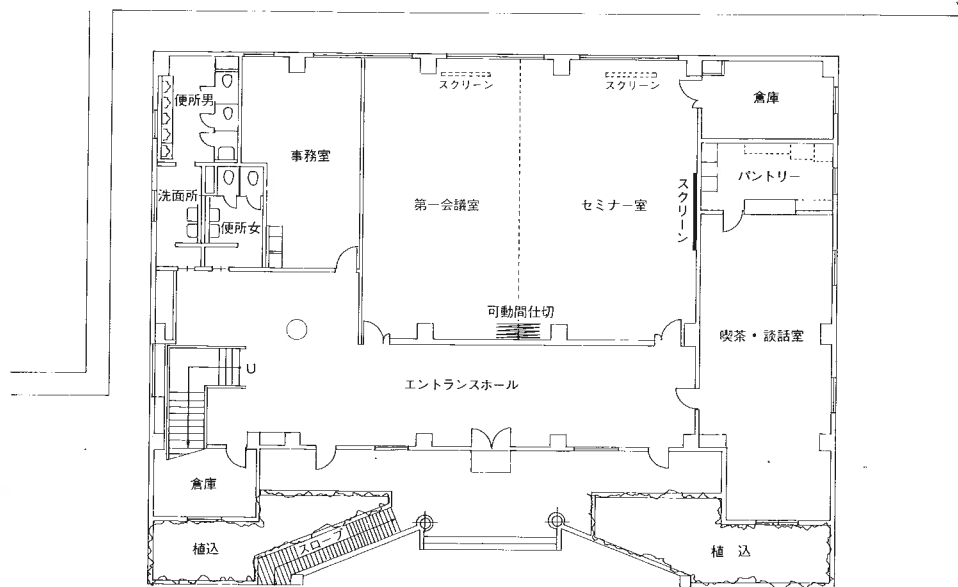 スクリーン
スクリーン
便所男
倉庫
事務室
パントリー
洗面所
第一会議室
セミナー室
スクリーン
便所女
可動間仕切
喫茶・談話室
U
エントランスホール
倉庫
スロープ
植込
植込